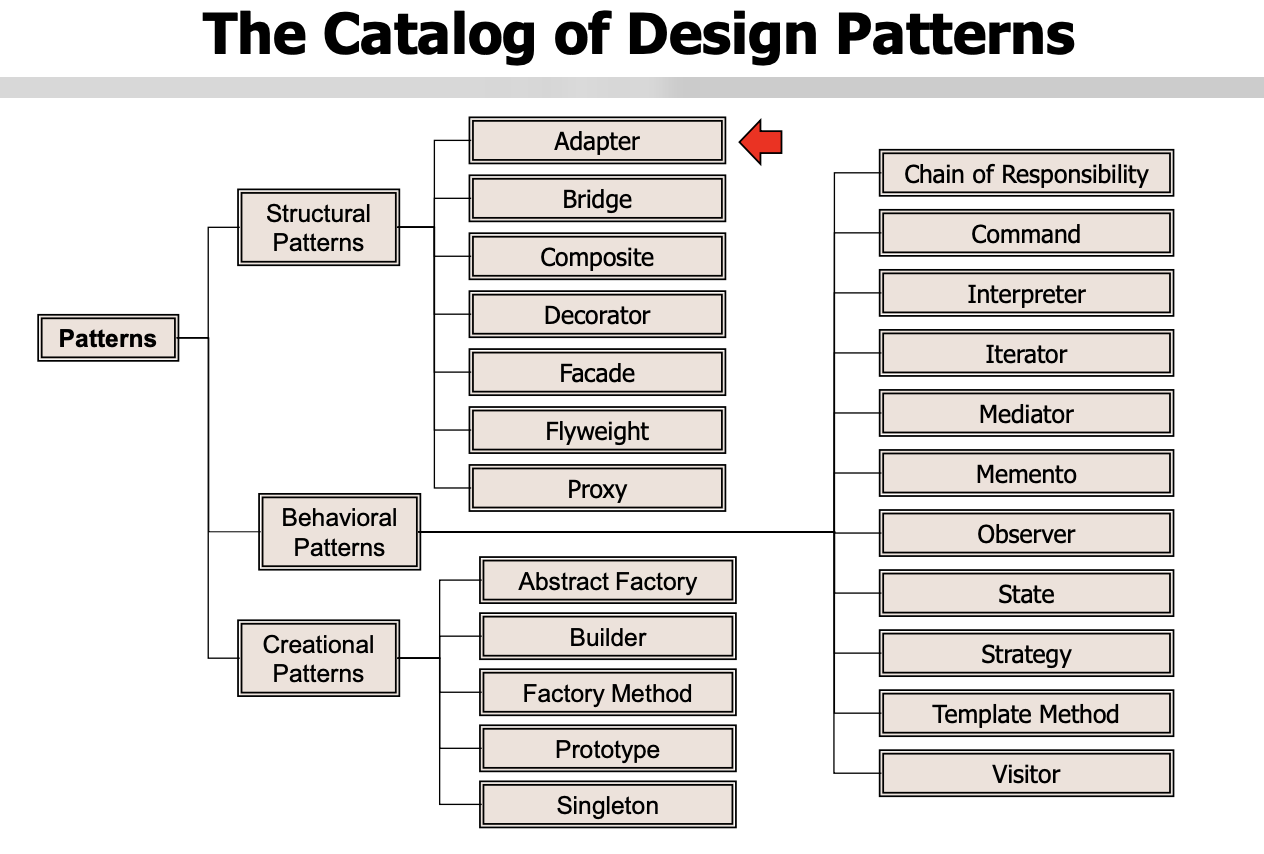 The Catalog of Design Patterns
Patterns
Structural
Patterns
Adapter
Bridge
Composite
Decorator
Facade
Flyweight
Proxy
Behavioral
Patterns
Chain of Responsibility
Command
Interpreter
Iterator
Mediator
Memento
Observer
State
Strategy
Template Method
Visitor
Creational
Patterns
Abstract Factory
Builder
Factory Method
Prototype
Singleton